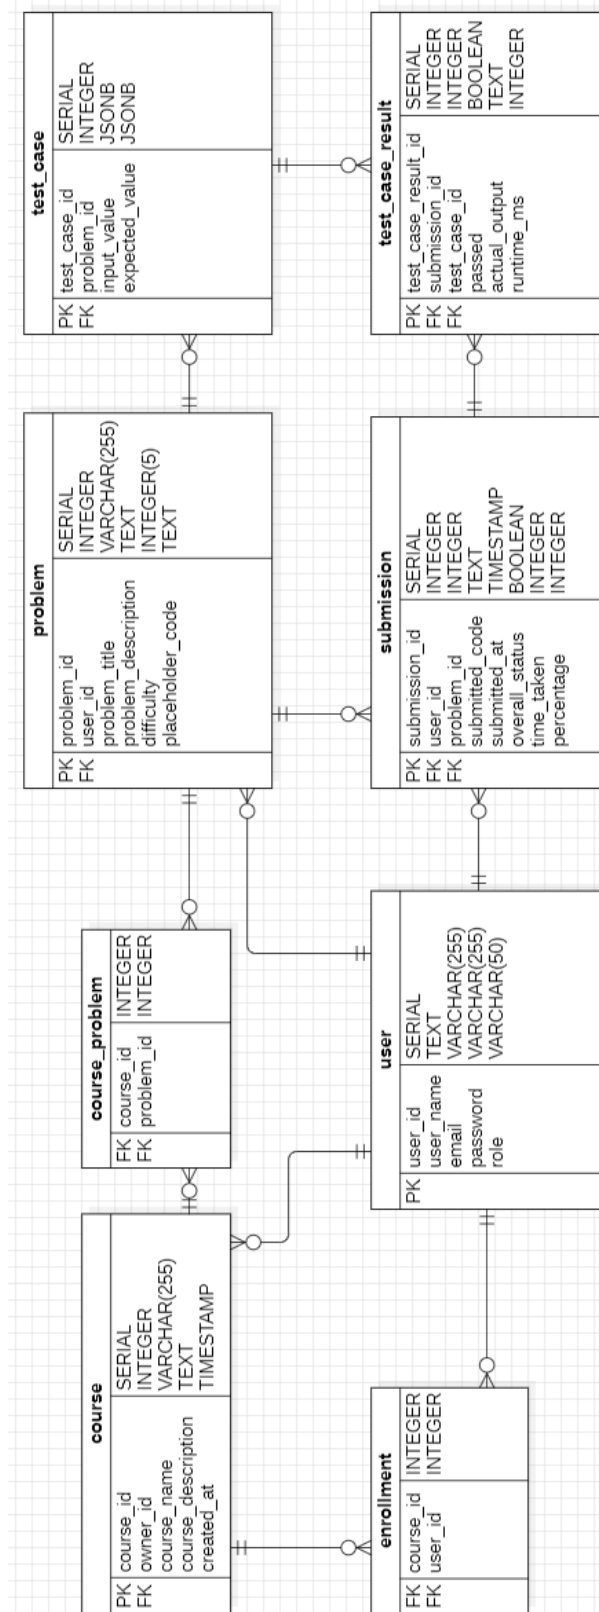 course
PK course_id SERIAL
FK owner_id INTEGER
course_name VARCHAR(255)
course_description TEXT
created_at TIMESTAMP
course_problem
FK course_id INTEGER
FK problem_id INTEGER
problem
PK problem_id SERIAL
FK user_id INTEGER
problem_title VARCHAR(255)
problem_description TEXT
difficulty INTEGER(5)
placeholder_code TEXT
test_case
PK test_case_id SERIAL
FK problem_id INTEGER
input_value JSONB
expected_value JSONB
enrollment
FK course_id INTEGER
FK user_id INTEGER
user
PK user_id SERIAL
user_name TEXT
email VARCHAR(255)
password VARCHAR(255)
role VARCHAR(50)
submission
PK submission_id SERIAL
FK user_id INTEGER
FK problem_id INTEGER
submitted_code TEXT
submitted_at TIMESTAMP
overall_status BOOLEAN
time_taken INTEGER
percentage INTEGER
test_case_result
PK test_case_result_id SERIAL
FK submission_id INTEGER
FK test_case_id INTEGER
passed BOOLEAN
actual_output TEXT
runtime_ms INTEGER